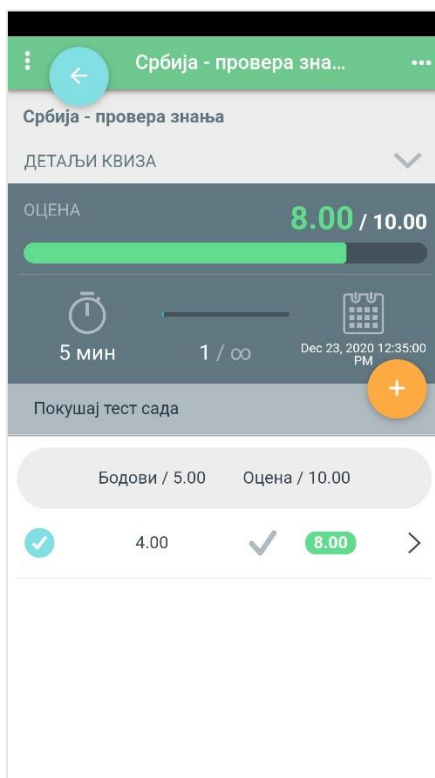 Србија - провера зна...
Србија - провера знања
ДЕТАЉИ КВИЗА
ОЦЕНА
8.00 / 10.00
5 мин
1 / ∞
Dec 23, 2020 12:35:00
PM
Покушај тест сада
Бодови / 5.00 Оцена / 10.00
4.00 8.00